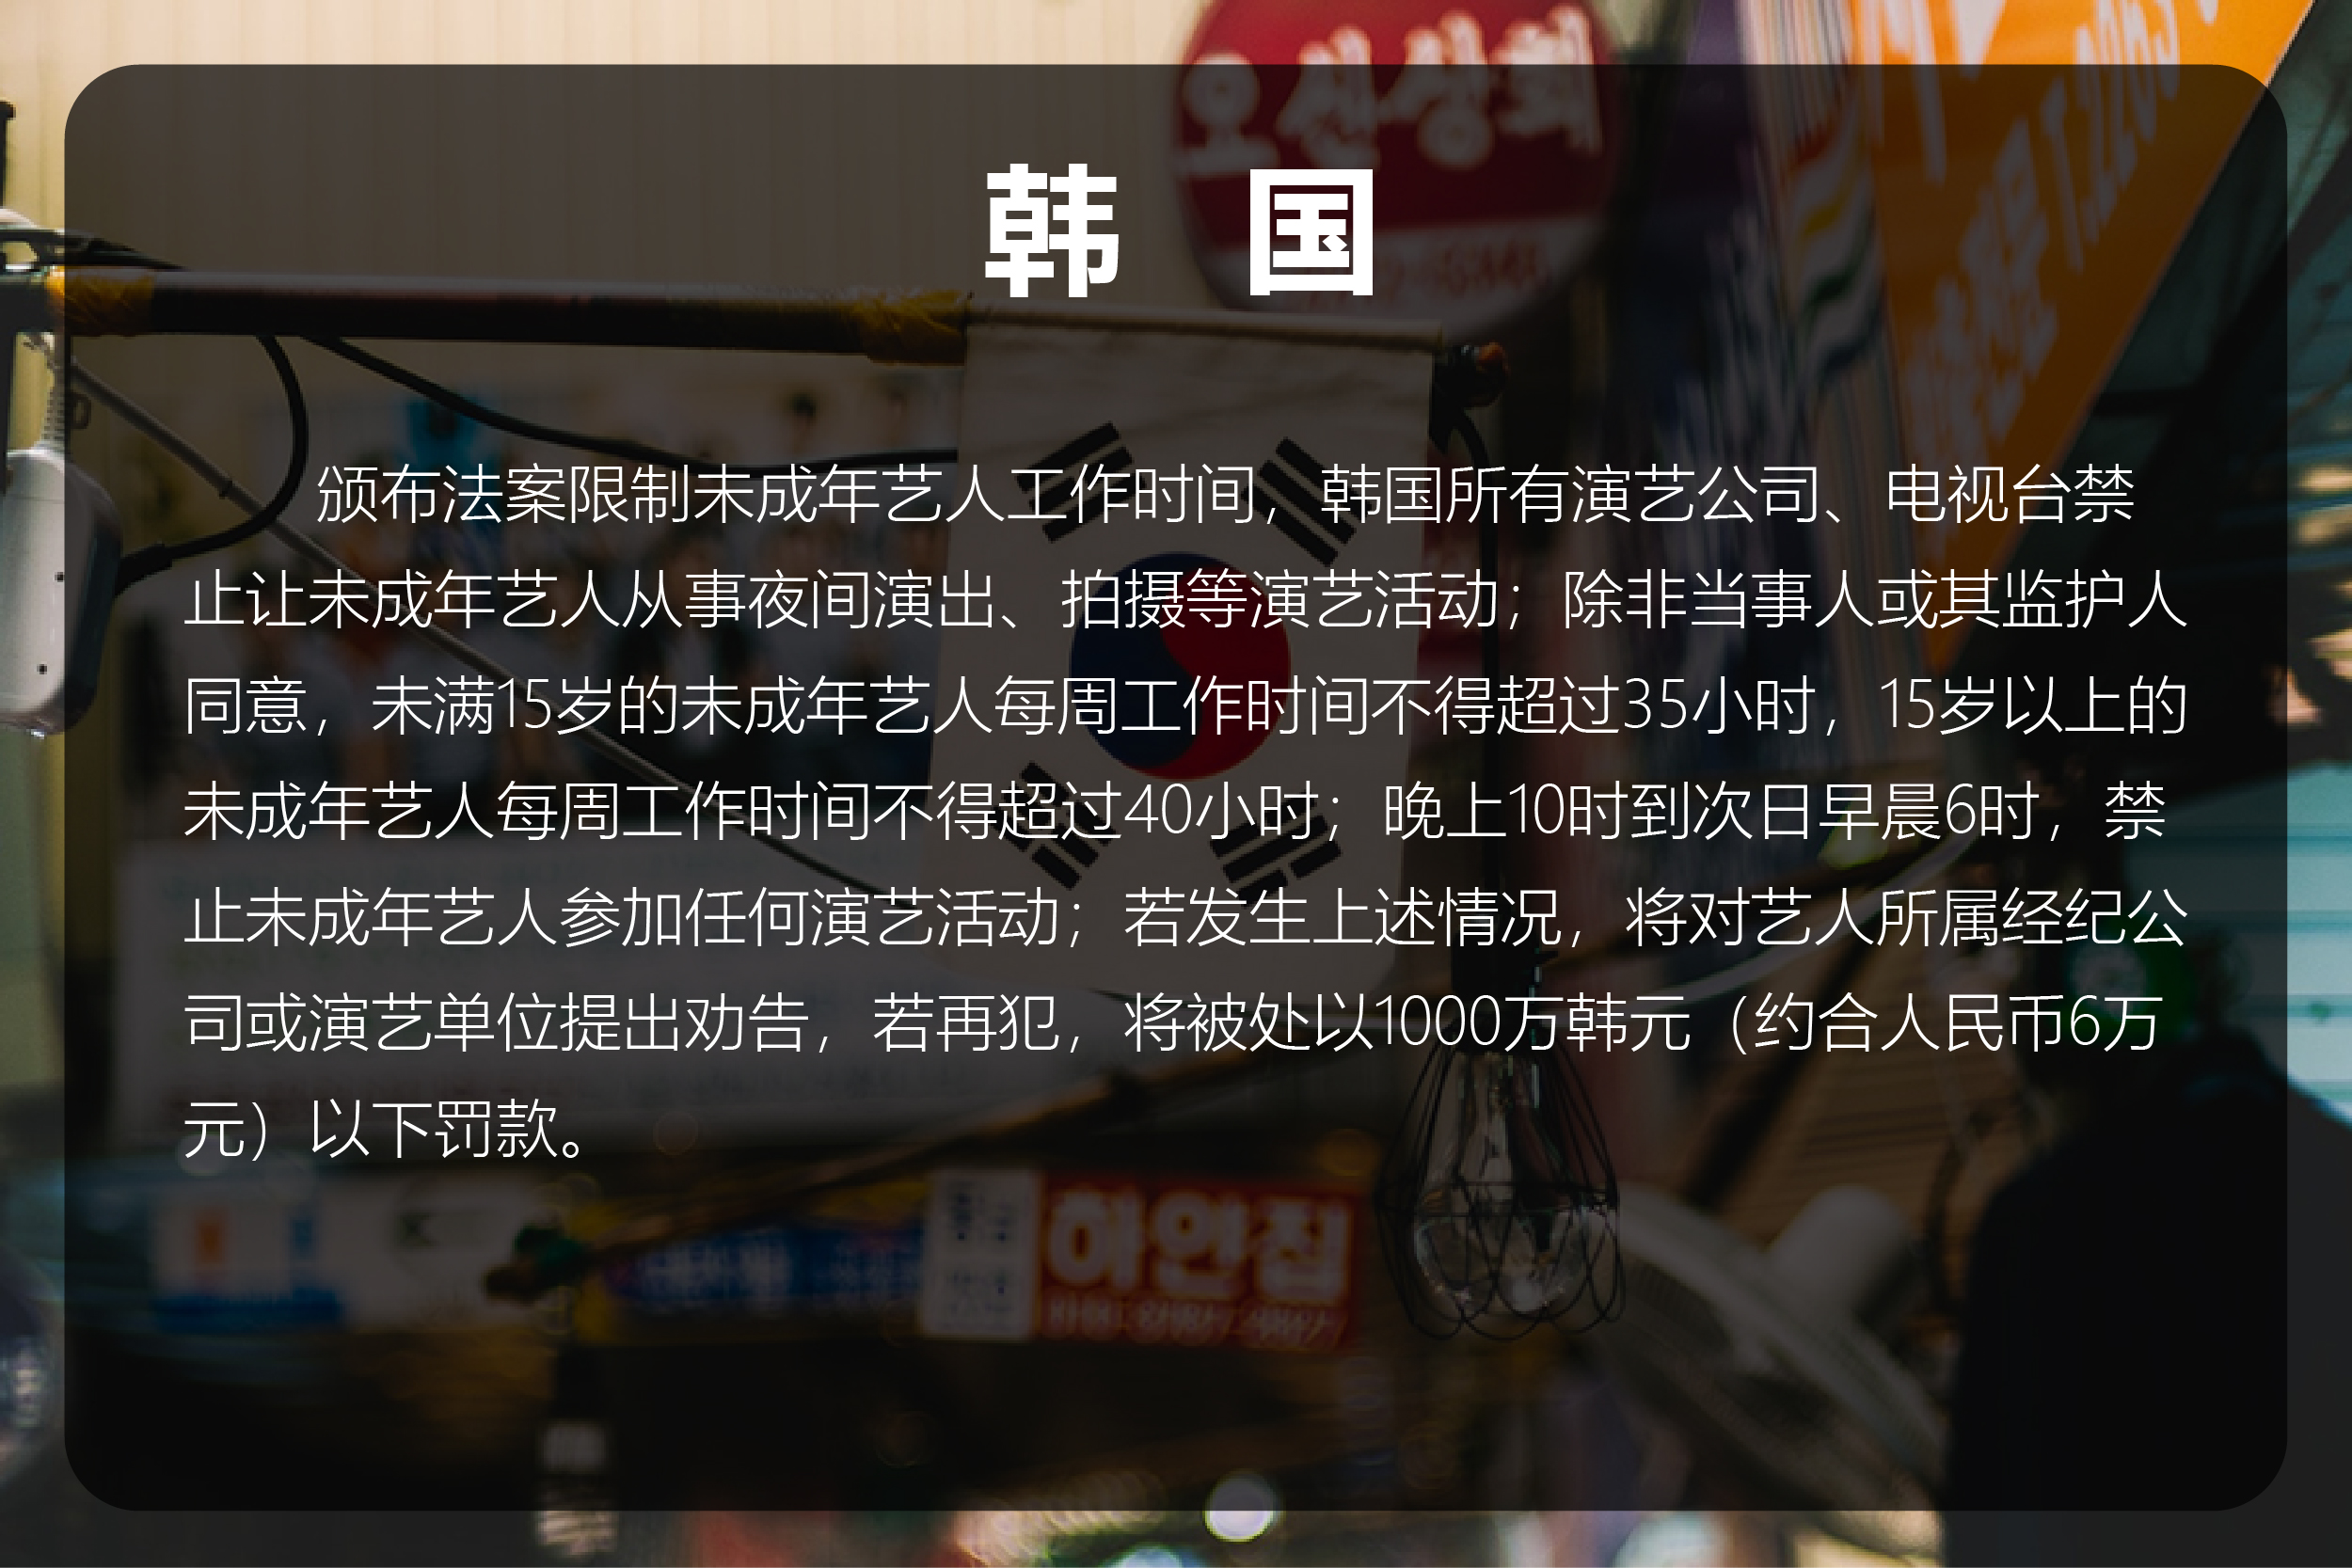 오선상회
韩 国
颁布法案限制未成年艺人工作时间，韩国所有演艺公司、电视台禁
止让未成年艺人从事夜间演出、拍摄等演艺活动；除非当事人或其监护人
同意，未满15岁的未成年艺人每周工作时间不得超过35小时，15岁以上的
未成年艺人每周工作时间不得超过40小时；晚上10时到次日早晨6时，禁
止未成年艺人参加任何演艺活动；若发生上述情况，将对艺人所属经纪公
司或演艺单位提出劝告，若再犯，将被处以1000万韩元（约合人民币6万
元）以下罚款。
하얀집